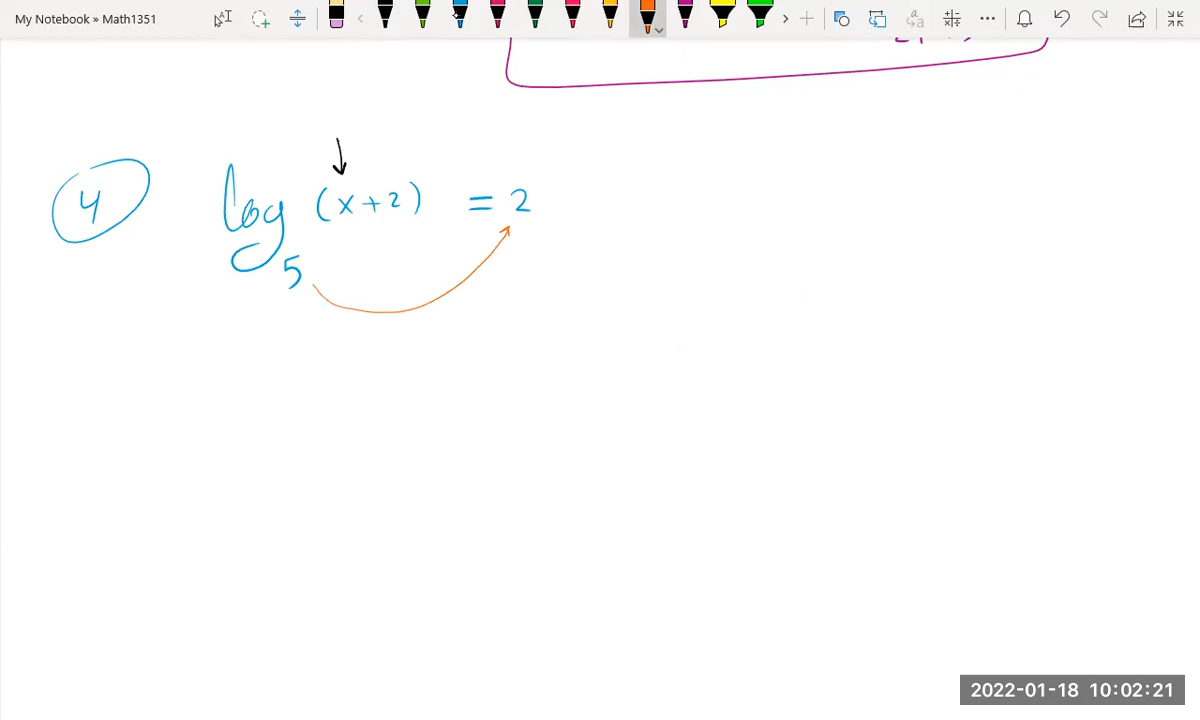 My Notebook » Math1351
4 log₅ (x+2) = 2
2022-01-18 10:02:21